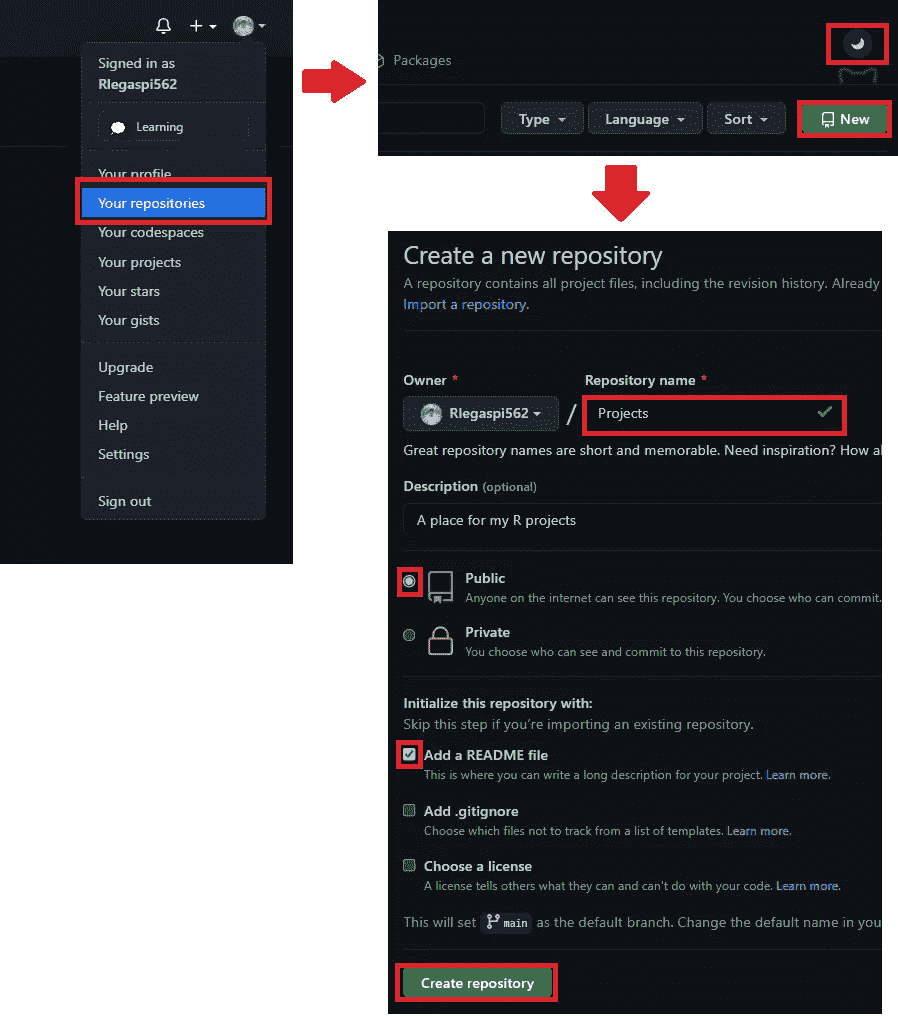 Signed in as
Rlegaspi562
Learning
Your profile
Your repositories
Your codespaces
Your projects
Your stars
Your gists
Upgrade
Feature preview
Help
Settings
Sign out
Packages
Type
Language
Sort
New
Create a new repository
A repository contains all project files, including the revision history. Already
Import a repository.
Owner * Repository name *
Rlegaspi562 / Projects
Great repository names are short and memorable. Need inspiration? How a
Description (optional)
A place for my R projects
Public
Anyone on the internet can see this repository. You choose who can commit.
Private
You choose who can see and commit to this repository.
Initialize this repository with:
Skip this step if you're importing an existing repository.
Add a README file
This is where you can write a long description for your project. Learn more.
Add .gitignore
Choose which files not to track from a list of templates. Learn more.
Choose a license
A license tells others what they can and can't do with your code. Learn more.
This will set main as the default branch. Change the default name in you
Create repository